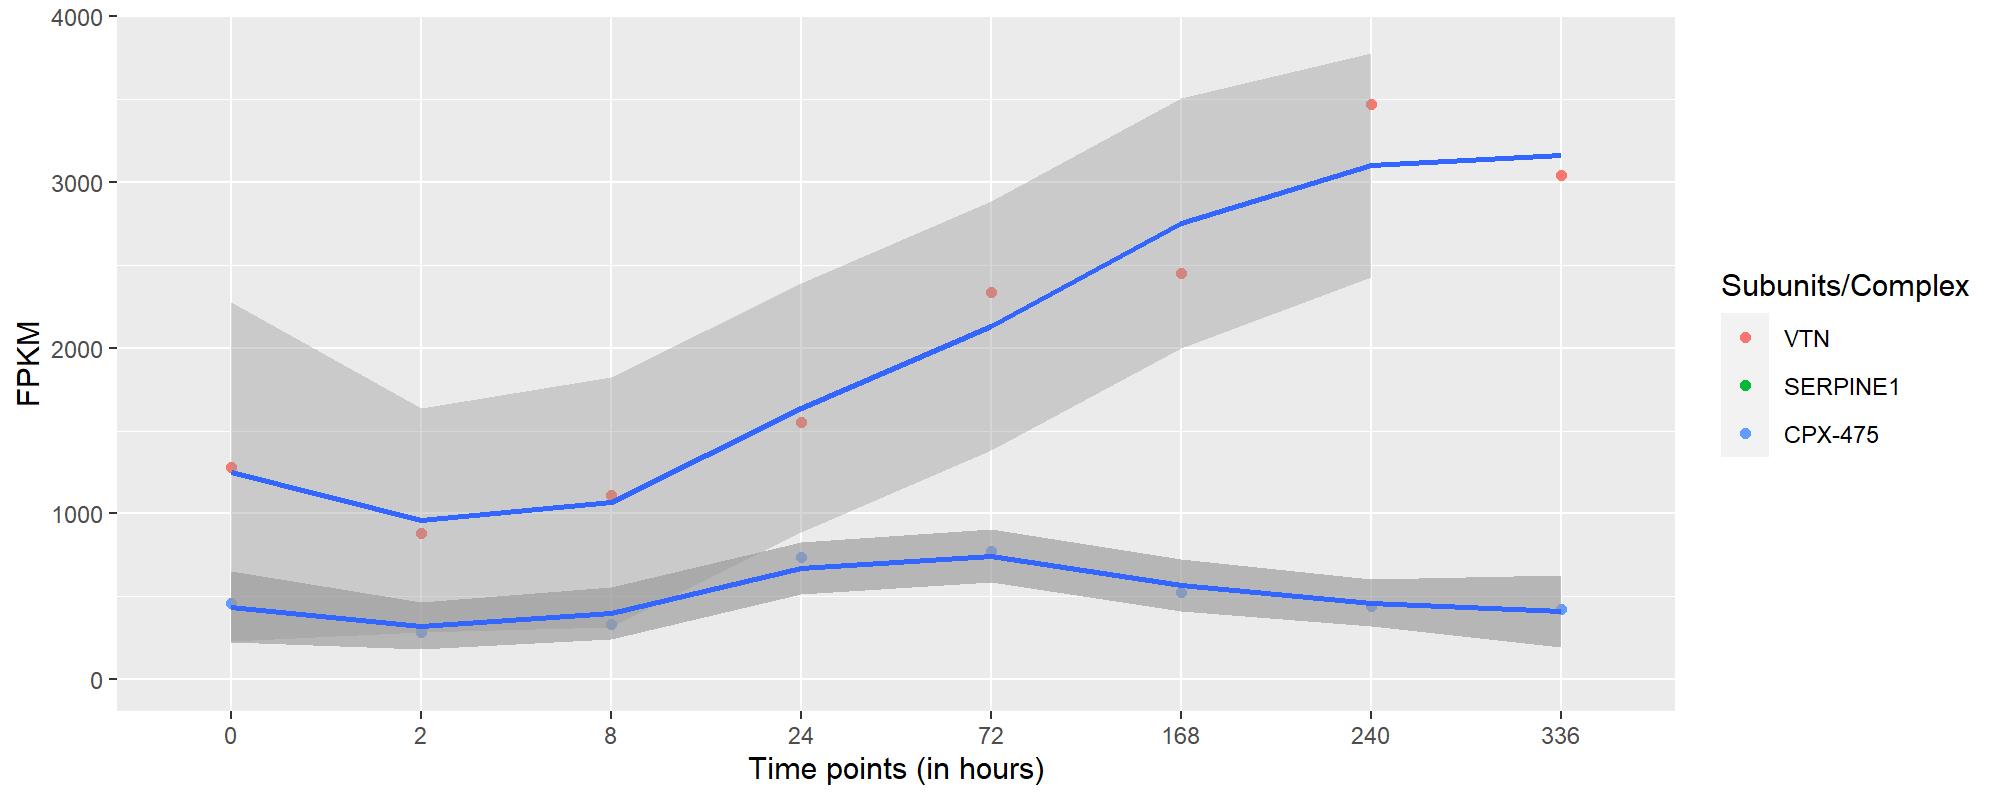 4000
3000
2000
1000
0
FPKM
0 2 8 24 72 168 240 336
Time points (in hours)
Subunits/Complex
VTN
SERPINE1
CPX-475